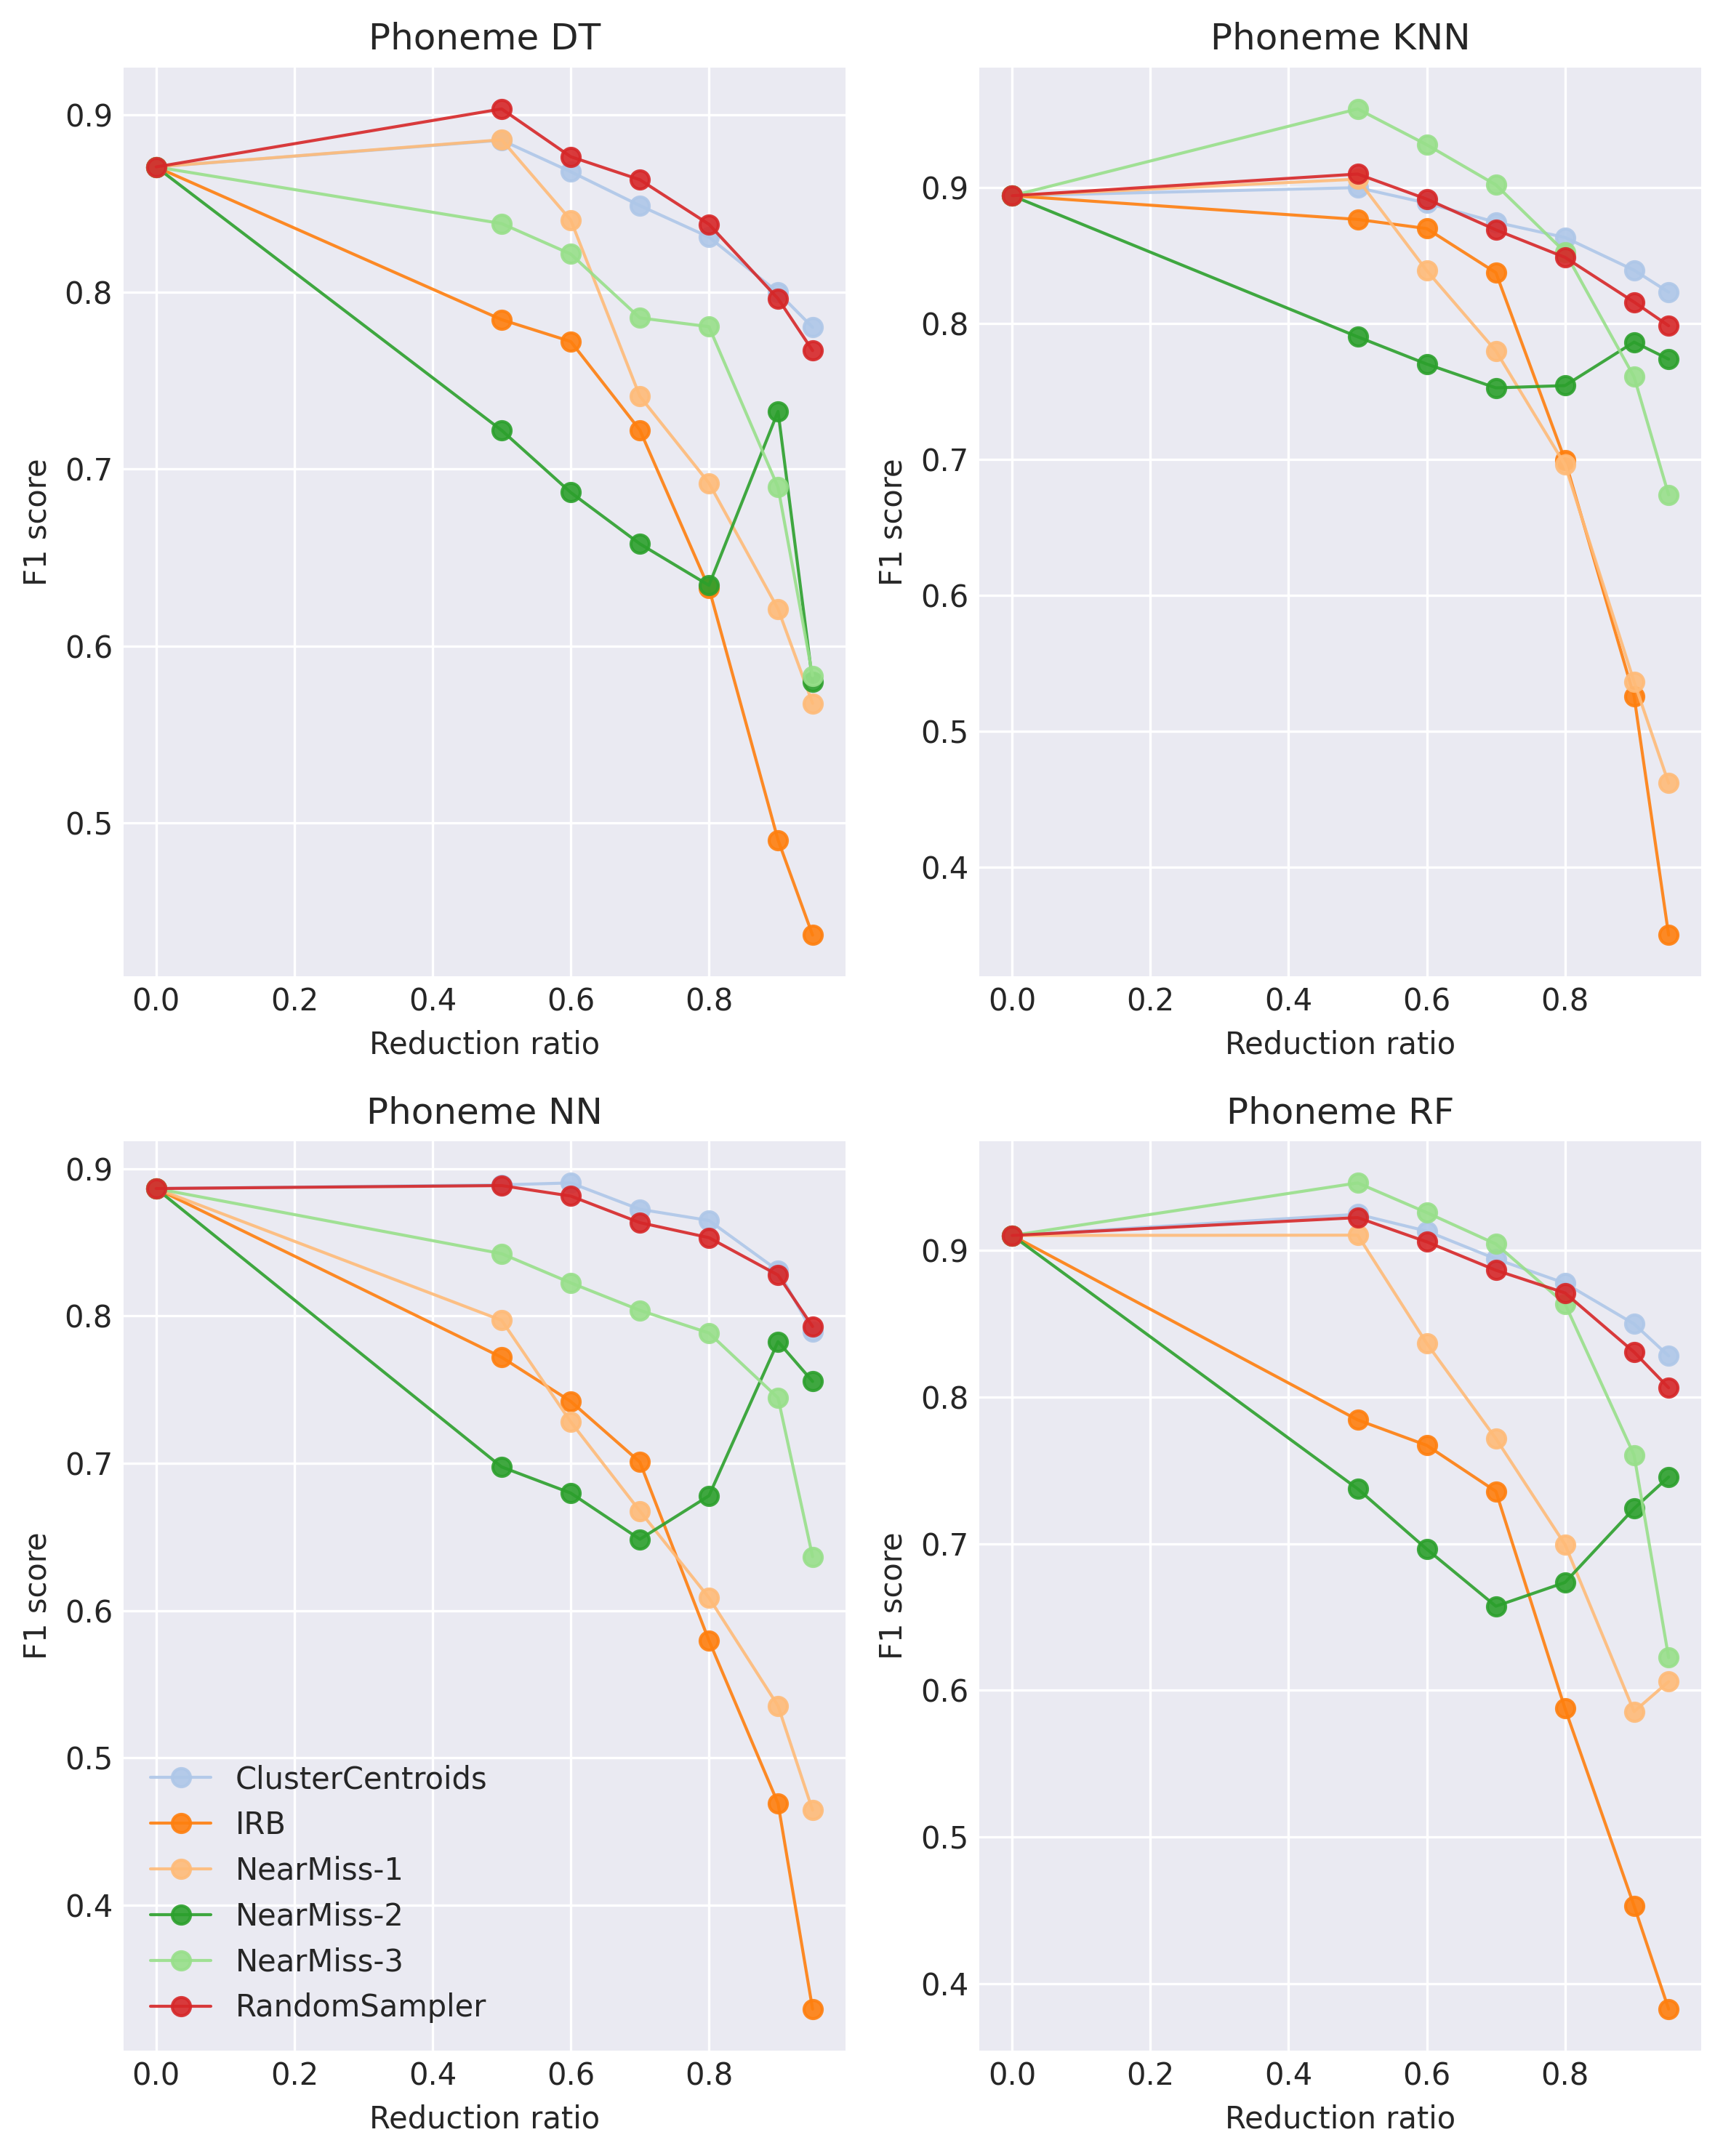 Phoneme DT
0.9
0.8
0.7
0.6
0.5
F1 score
0.0 0.2 0.4 0.6 0.8
Reduction ratio
Phoneme KNN
0.9
0.8
0.7
0.6
0.5
0.4
F1 score
0.0 0.2 0.4 0.6 0.8
Reduction ratio
Phoneme NN
0.9
0.8
0.7
0.6
0.5
0.4
F1 score
ClusterCentroids
IRB
NearMiss-1
NearMiss-2
NearMiss-3
RandomSampler
0.0 0.2 0.4 0.6 0.8
Reduction ratio
Phoneme RF
0.9
0.8
0.7
0.6
0.5
0.4
F1 score
0.0 0.2 0.4 0.6 0.8
Reduction ratio